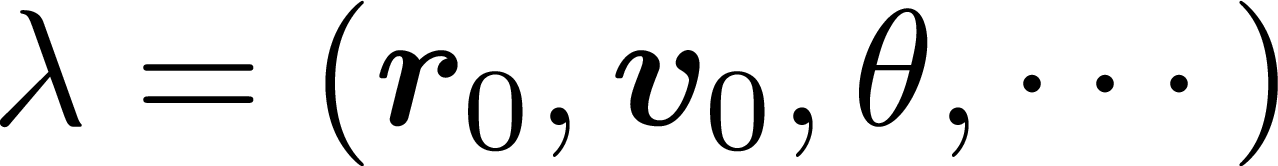 λ = (𝒓₀, 𝒗₀, θ, ⋯ )